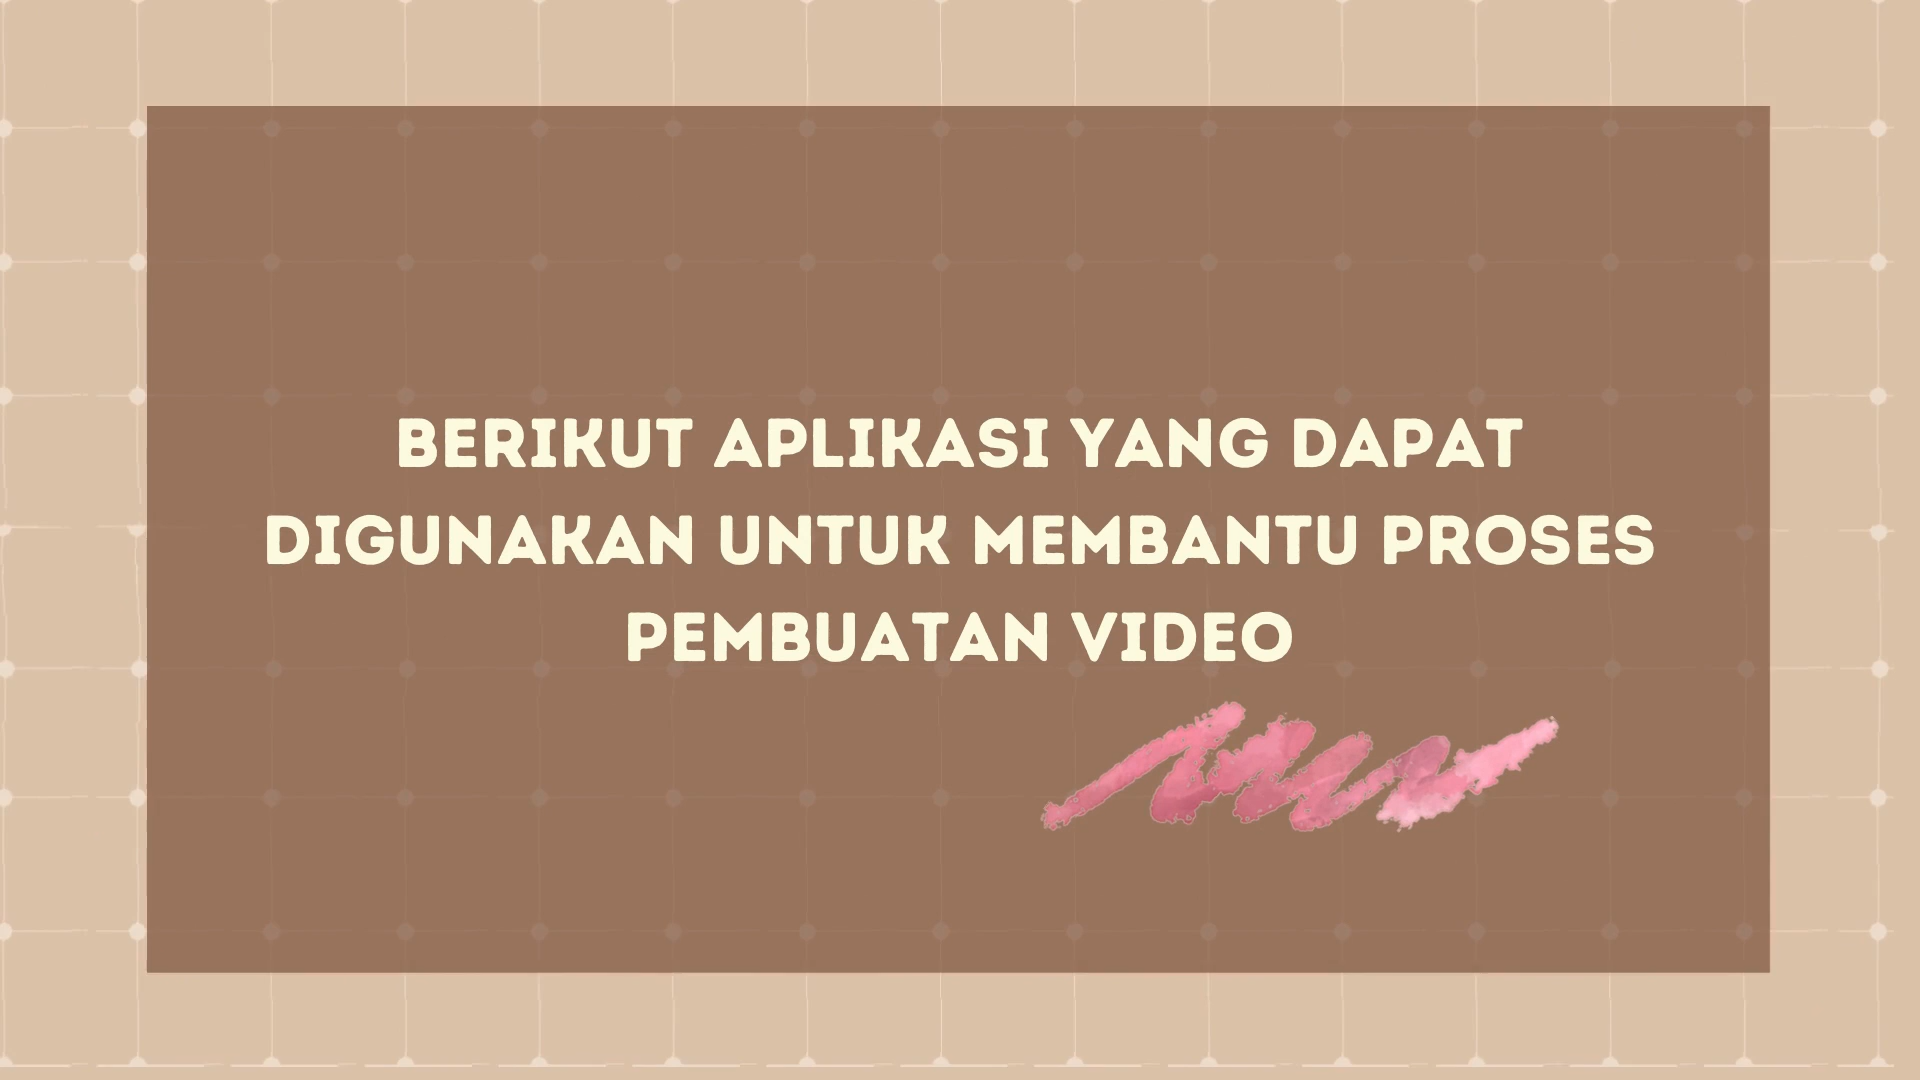 BERIKUT APLIKASI YANG DAPAT
DIGUNAKAN UNTUK MEMBANTU PROSES
PEMBUATAN VIDEO